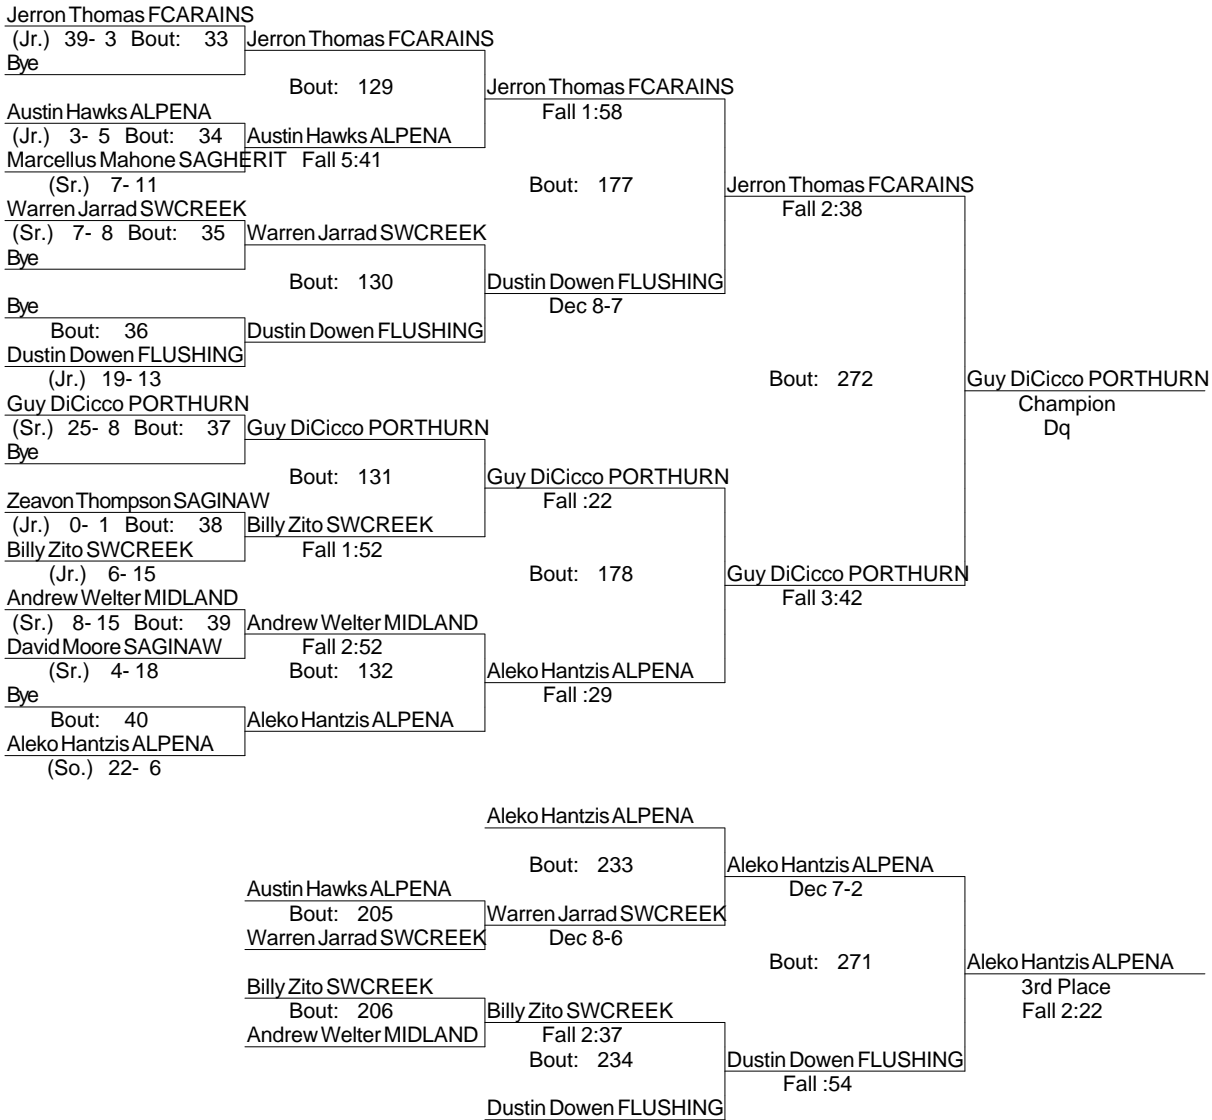 Jerron Thomas FCARAINS
(Jr.) 39- 3 Bout: 33 Jerron Thomas FCARAINS
Bye
Bout: 129 Jerron Thomas FCARAINS
Austin Hawks ALPENA Fall 1:58
(Jr.) 3- 5 Bout: 34 Austin Hawks ALPENA
Marcellus Mahone SAGHERIT Fall 5:41
(Sr.) 7- 11 Bout: 177 Jerron Thomas FCARAINS
Warren Jarrad SWCREEK Fall 2:38
(Sr.) 7- 8 Bout: 35 Warren Jarrad SWCREEK
Bye
Bout: 130 Dustin Dowen FLUSHING
Bye Dec 8-7
Bout: 36 Dustin Dowen FLUSHING
Dustin Dowen FLUSHING
(Jr.) 19- 13 Bout: 272 Guy DiCicco PORTHURN
Guy DiCicco PORTHURN Champion
(Sr.) 25- 8 Bout: 37 Guy DiCicco PORTHURN Dq
Bye
Bout: 131 Guy DiCicco PORTHURN
Zeavon Thompson SAGINAW Fall :22
(Jr.) 0- 1 Bout: 38 Billy Zito SWCREEK
Billy Zito SWCREEK Fall 1:52
(Jr.) 6- 15 Bout: 178 Guy DiCicco PORTHURN
Andrew Welter MIDLAND Fall 3:42
(Sr.) 8- 15 Bout: 39 Andrew Welter MIDLAND
David Moore SAGINAW Fall 2:52
(Sr.) 4- 18 Bout: 132 Aleko Hantzis ALPENA
Bye Fall :29
Bout: 40 Aleko Hantzis ALPENA
Aleko Hantzis ALPENA
(So.) 22- 6
Aleko Hantzis ALPENA
Bout: 233 Aleko Hantzis ALPENA
Austin Hawks ALPENA Dec 7-2
Bout: 205 Warren Jarrad SWCREEK
Warren Jarrad SWCREEK Dec 8-6
Bout: 271 Aleko Hantzis ALPENA
Billy Zito SWCREEK 3rd Place
Bout: 206 Billy Zito SWCREEK Fall 2:22
Andrew Welter MIDLAND Fall 2:37
Bout: 234 Dustin Dowen FLUSHING
Fall :54
Dustin Dowen FLUSHING